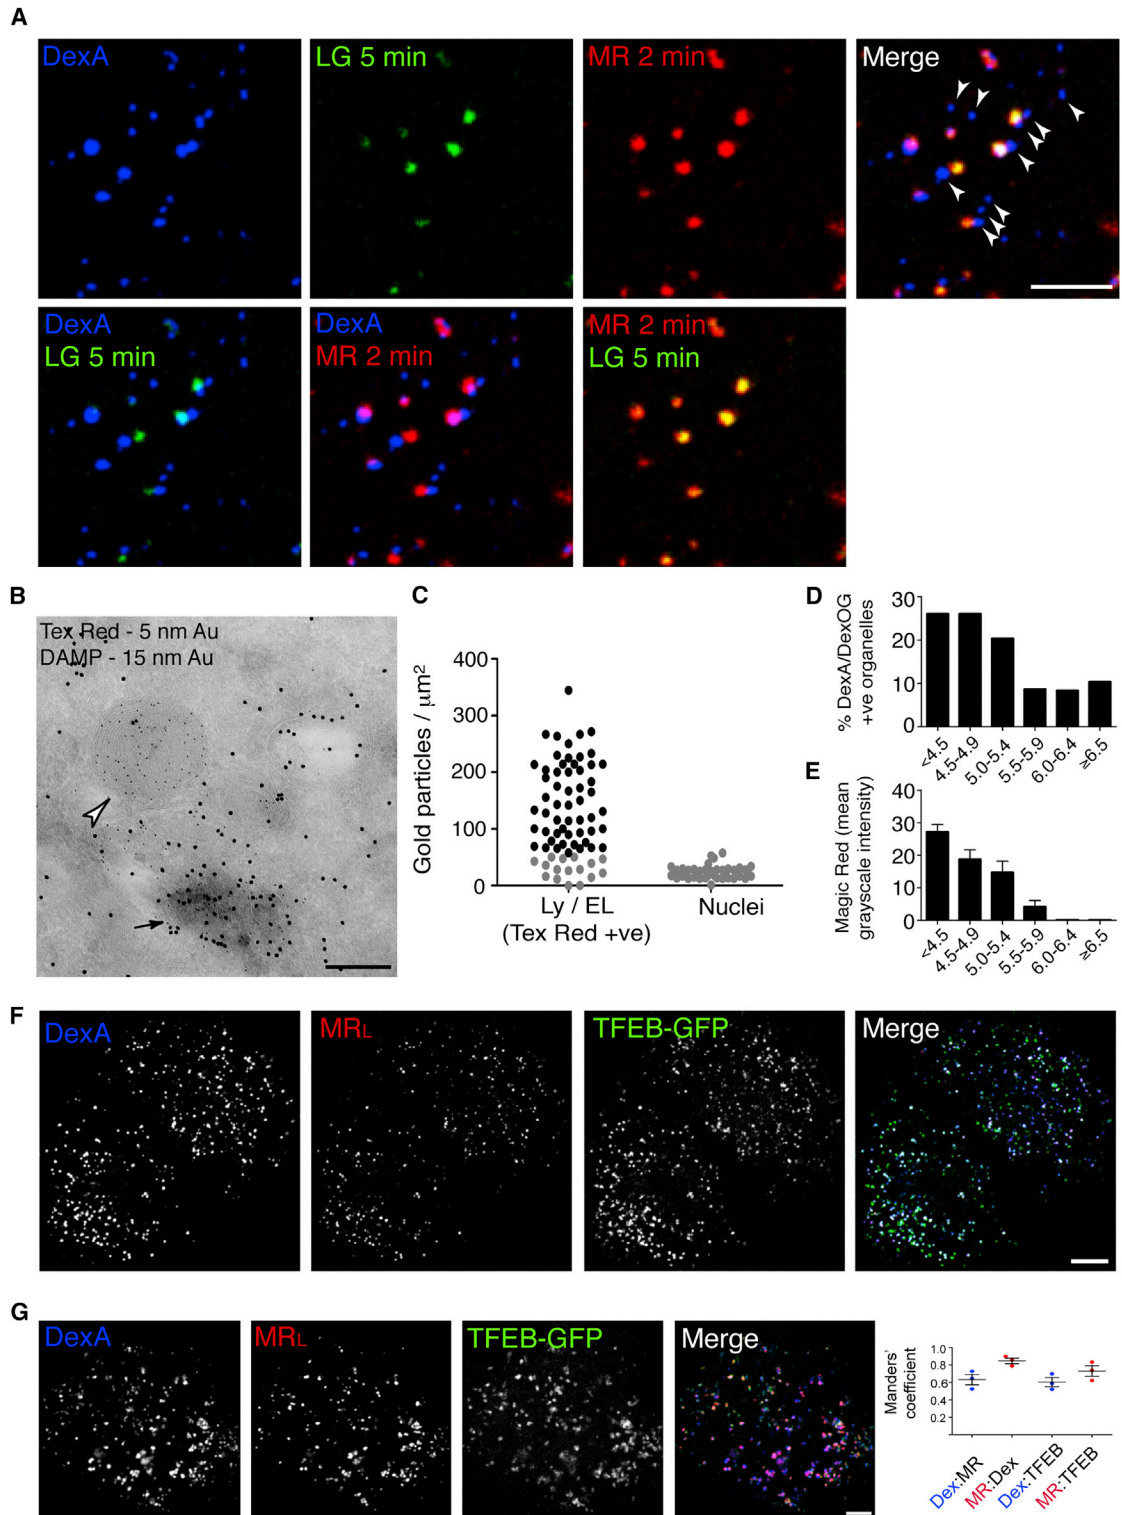 A
DexA
LG 5 min
MR 2 min
Merge
DexA
LG 5 min
DexA
MR 2 min
MR 2 min
LG 5 min
B
Tex Red - 5 nm Au
DAMP - 15 nm Au
C
Gold particles / μm²
400
300
200
100
0
Ly / EL
(Tex Red +ve)
Nuclei
D
% DexA/DexOG
+ve organelles
30
20
10
0
<4.5
4.5-4.9
5.0-5.4
5.5-5.9
6.0-6.4
≥6.5
E
Magic Red (mean
grayscale intensity)
40
30
20
10
0
<4.5
4.5-4.9
5.0-5.4
5.5-5.9
6.0-6.4
≥6.5
F
DexA
MRL
TFEB-GFP
Merge
G
DexA
MRL
TFEB-GFP
Merge
Manders'
coefficient
1.0
0.8
0.6
0.4
0.2
Dex:MR
MR:Dex
Dex:TFEB
MR:TFEB